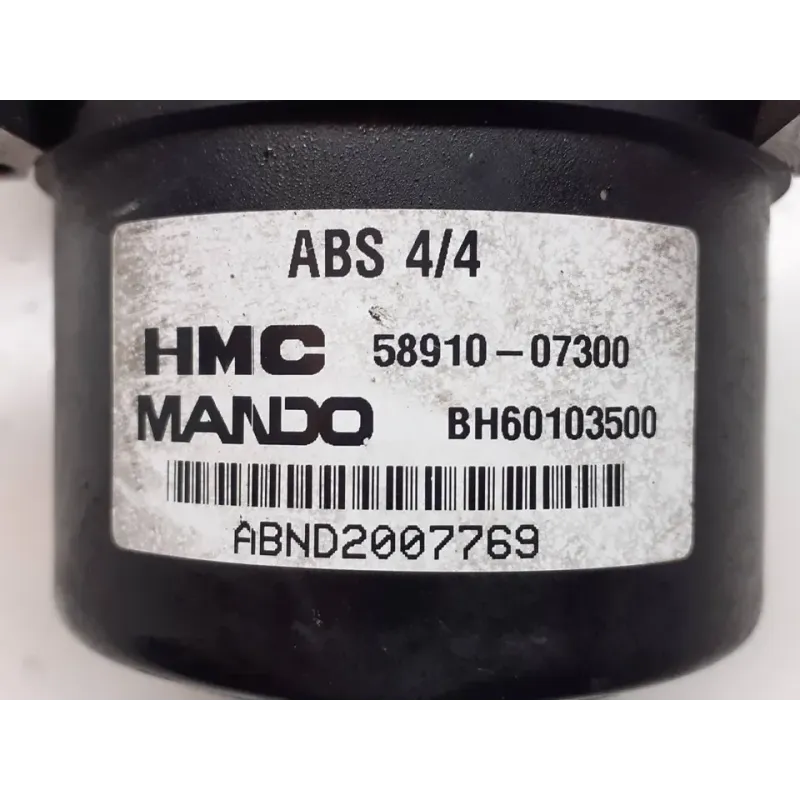 ABS 4/4
HMC 58910-07300
MANDO BH60103500
ABND2007769